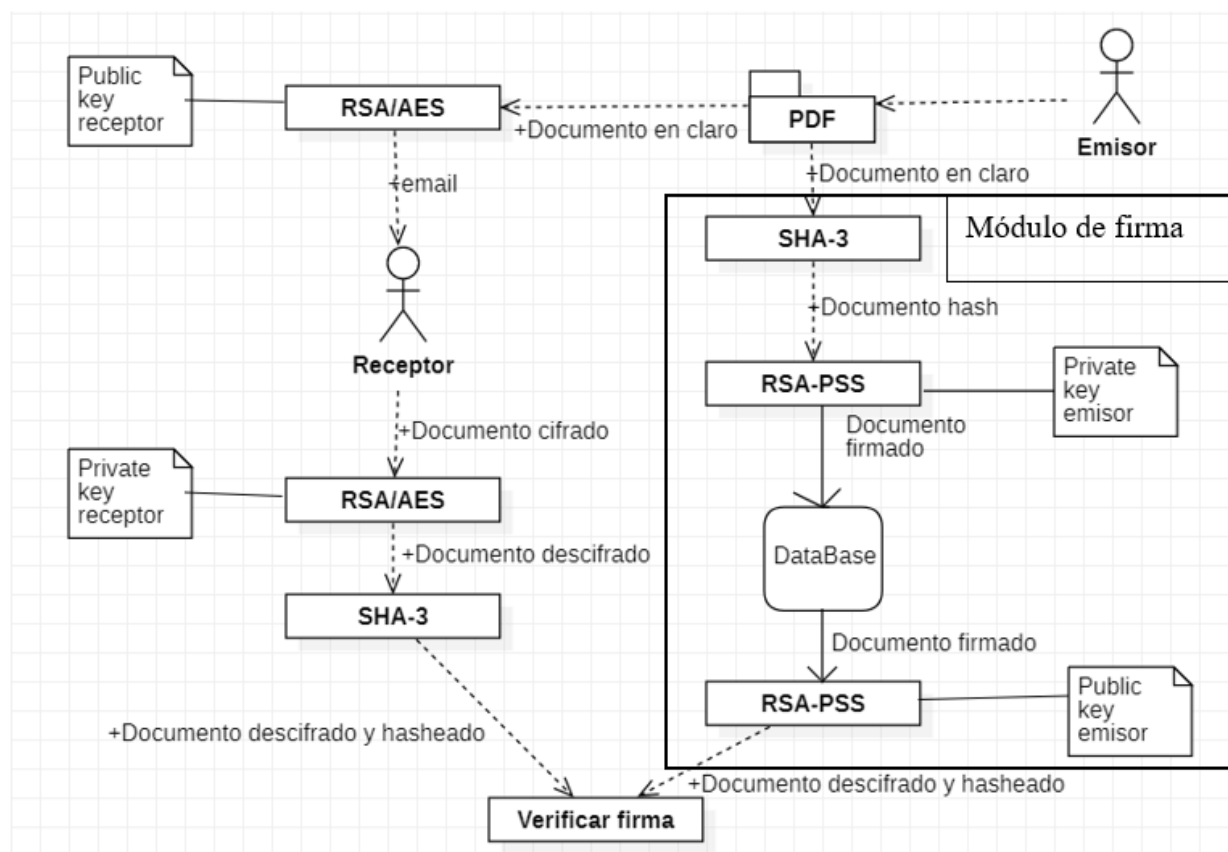 Public
key
receptor
RSA/AES
+Documento en claro
PDF
Emisor
+email
+Documento en claro
Módulo de firma
SHA-3
+Documento hash
Receptor
RSA-PSS
Private
key
emisor
+Documento cifrado
Documento
firmado
Private
key
receptor
RSA/AES
DataBase
+Documento descifrado
SHA-3
Documento firmado
RSA-PSS
Public
key
emisor
+Documento descifrado y hasheado
+Documento descifrado y hasheado
Verificar firma